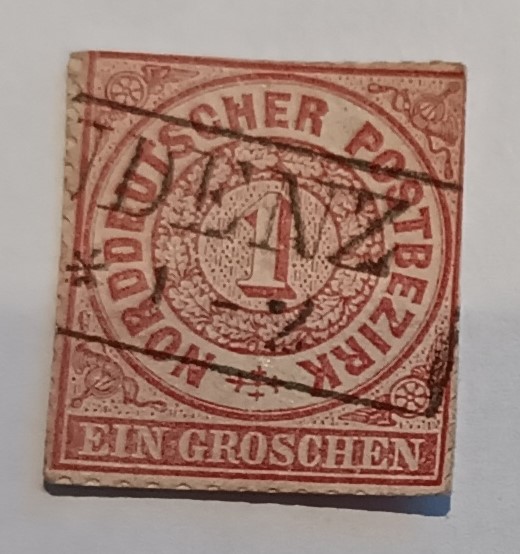 NORDDEUTSCHER POSTBEZIRK
DENZ
1
EIN GROSCHEN